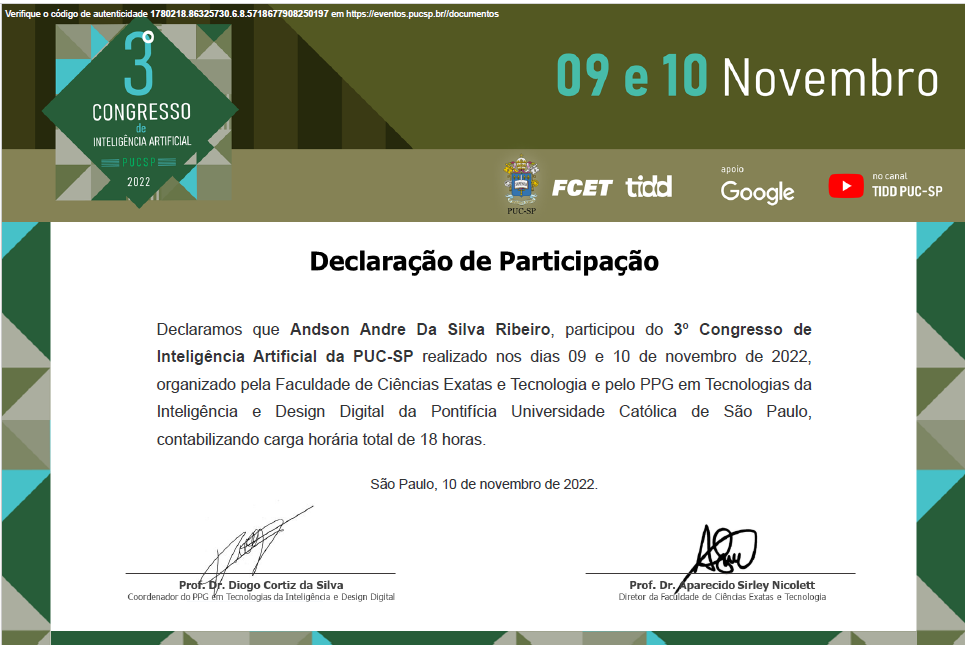 Verifique o código de autenticidade 1780218.86325730.6.8.5718677908250197 em https://eventos.pucsp.br//documentos
3º
CONGRESSO
de
INTELIGÊNCIA ARTIFICIAL
PUCSP
2022
09 e 10 Novembro
PUC-SP
FCET
tidd
apoio
Google
no canal
TIDD PUC-SP
Declaração de Participação
Declaramos que Andson Andre Da Silva Ribeiro, participou do 3º Congresso de
Inteligência Artificial da PUC-SP realizado nos dias 09 e 10 de novembro de 2022,
organizado pela Faculdade de Ciências Exatas e Tecnologia e pelo PPG em Tecnologias da
Inteligência e Design Digital da Pontifícia Universidade Católica de São Paulo,
contabilizando carga horária total de 18 horas.
São Paulo, 10 de novembro de 2022.
Prof. Dr. Diogo Cortiz da Silva
Coordenador do PPG em Tecnologias da Inteligência e Design Digital
Prof. Dr. Aparecido Sirley Nicolett
Diretor da Faculdade de Ciências Exatas e Tecnologia